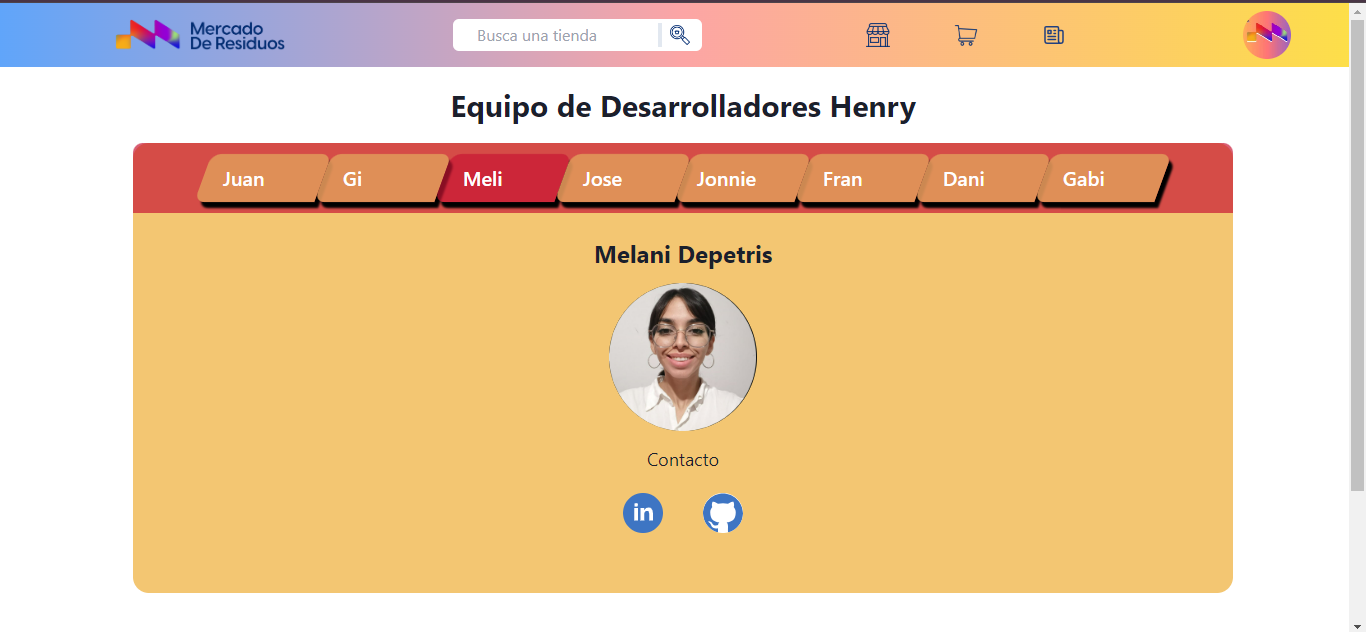 Mercado
De Residuos
Busca una tienda
Equipo de Desarrolladores Henry
Juan
Gi
Meli
Jose
Jonnie
Fran
Dani
Gabi
Melani Depetris
Contacto
in